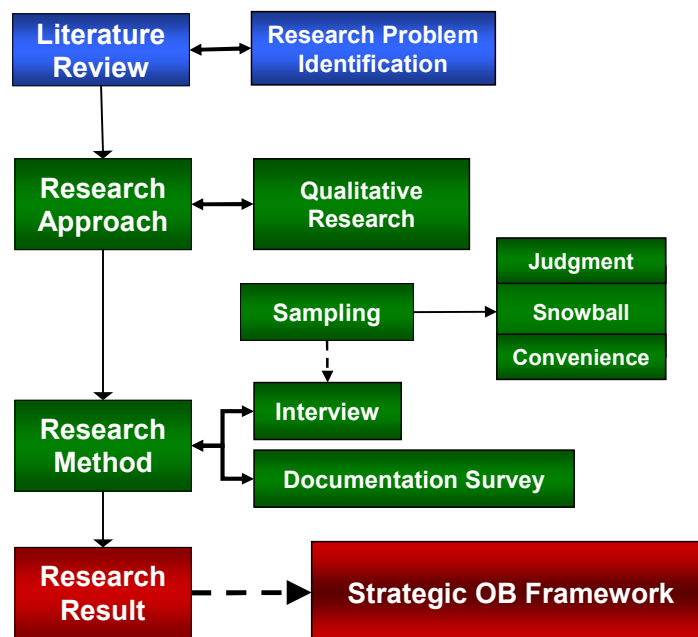 Literature
Review
Research Problem
Identification
Research
Approach
Qualitative
Research
Judgment
Sampling
Snowball
Convenience
Interview
Research
Method
Documentation Survey
Research
Result
Strategic OB Framework